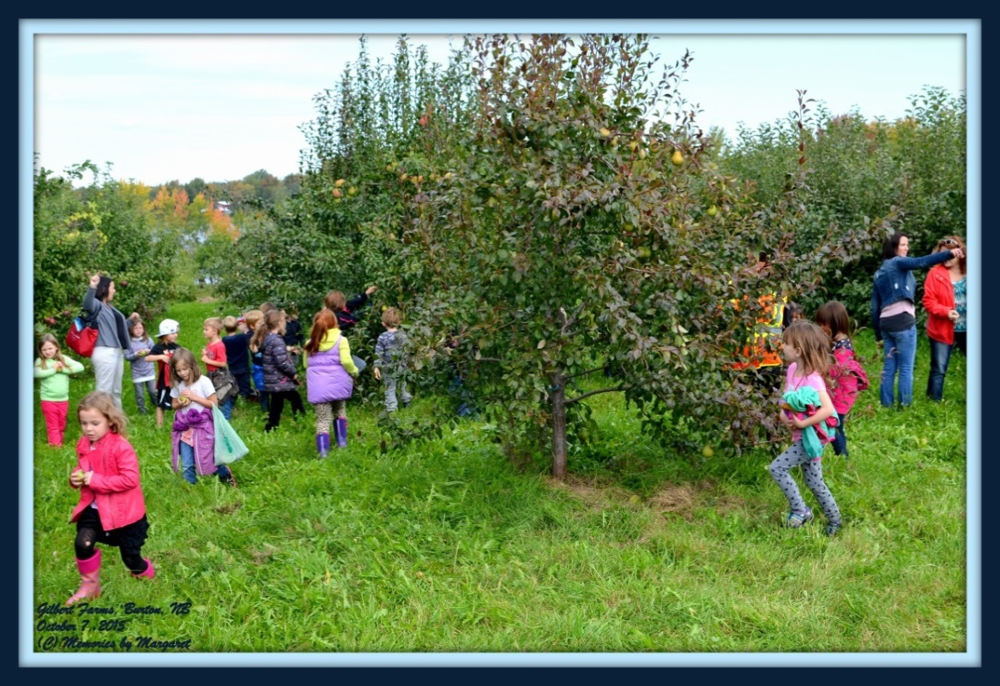 Gilbert Farms, Burton, NB
October 7, 2015
(C) Memories by Margaret